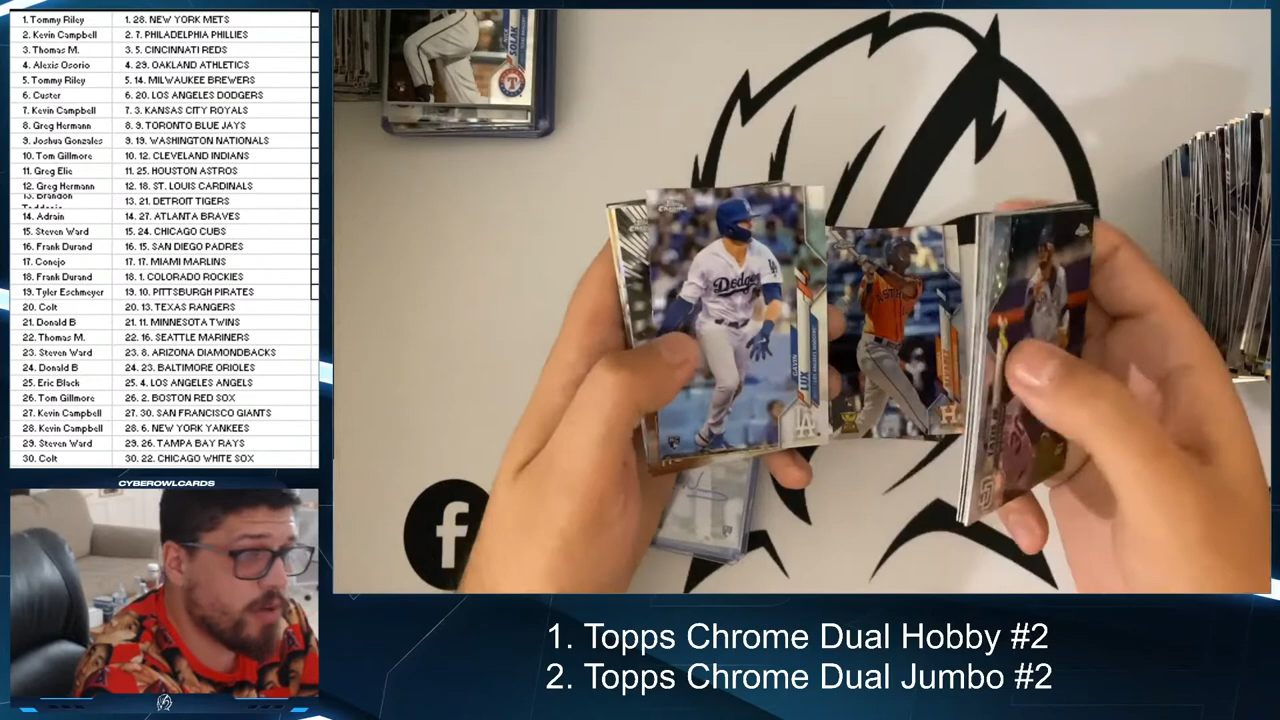 1. Tommy Riley 1. 28. NEW YORK METS
2. Kevin Campbell 2. 7. PHILADELPHIA PHILLIES
3. Thomas M. 3. 5. CINCINNATI REDS
4. Alexis Osorio 4. 29. OAKLAND ATHLETICS
5. Tommy Riley 5. 14. MILWAUKEE BREWERS
6. Custer 6. 20. LOS ANGELES DODGERS
7. Kevin Campbell 7. 3. KANSAS CITY ROYALS
8. Greg Hermann 8. 9. TORONTO BLUE JAYS
9. Joshua Gonzales 9. 19. WASHINGTON NATIONALS
10. Tom Gillmore 10. 12. CLEVELAND INDIANS
11. Greg Elie 11. 25. HOUSTON ASTROS
12. Greg Hermann 12. 18. ST. LOUIS CARDINALS
13. Brandon 13. 21. DETROIT TIGERS
14. Adrain 14. 27. ATLANTA BRAVES
15. Steven Ward 15. 24. CHICAGO CUBS
16. Frank Durand 16. 15. SAN DIEGO PADRES
17. Conejo 17. 17. MIAMI MARLINS
18. Frank Durand 18. 1. COLORADO ROCKIES
19. Tyler Eschmeyer 19. 10. PITTSBURGH PIRATES
20. Colt 20. 13. TEXAS RANGERS
21. Donald B 21. 11. MINNESOTA TWINS
22. Thomas M. 22. 16. SEATTLE MARINERS
23. Steven Ward 23. 8. ARIZONA DIAMONDBACKS
24. Donald B 24. 23. BALTIMORE ORIOLES
25. Eric Black 25. 4. LOS ANGELES ANGELS
26. Tom Gillmore 26. 2. BOSTON RED SOX
27. Kevin Campbell 27. 30. SAN FRANCISCO GIANTS
28. Kevin Campbell 28. 6. NEW YORK YANKEES
29. Steven Ward 29. 26. TAMPA BAY RAYS
30. Colt 30. 22. CHICAGO WHITE SOX
CYBEROWLCARDS
SOLAK
T
Dodgers
LA
GAVIN
LUX
LA
H
f
1. Topps Chrome Dual Hobby #2
2. Topps Chrome Dual Jumbo #2